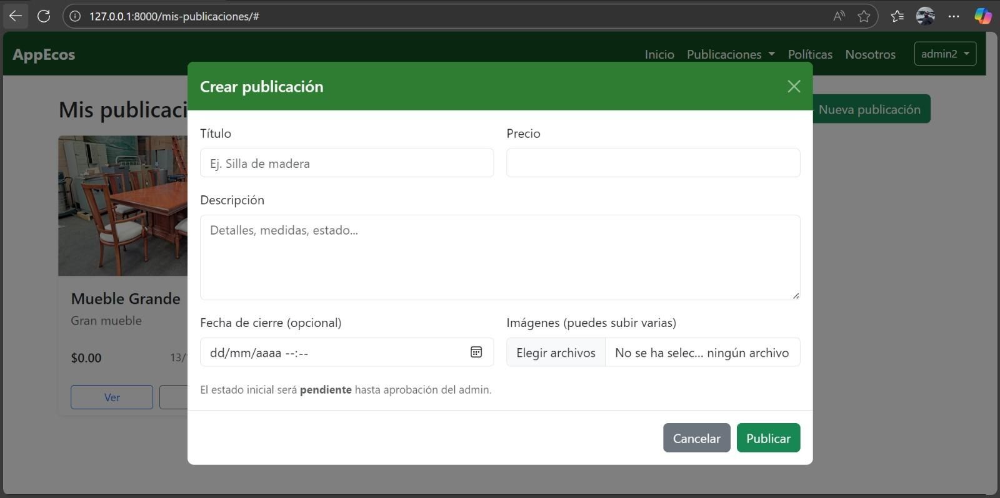 127.0.0.1:8000/mis-publicaciones/#
AppEcos
Inicio Publicaciones Políticas Nosotros admin2
Crear publicación
Mis publicaci
Nueva publicación
Título Precio
Ej. Silla de madera
Descripción
Detalles, medidas, estado...
Mueble Grande
Gran mueble
$0.00 13/
Ver
Fecha de cierre (opcional) Imágenes (puedes subir varias)
dd/mm/aaaa --:-- Elegir archivos No se ha selec... ningún archivo
El estado inicial será pendiente hasta aprobación del admin.
Cancelar Publicar